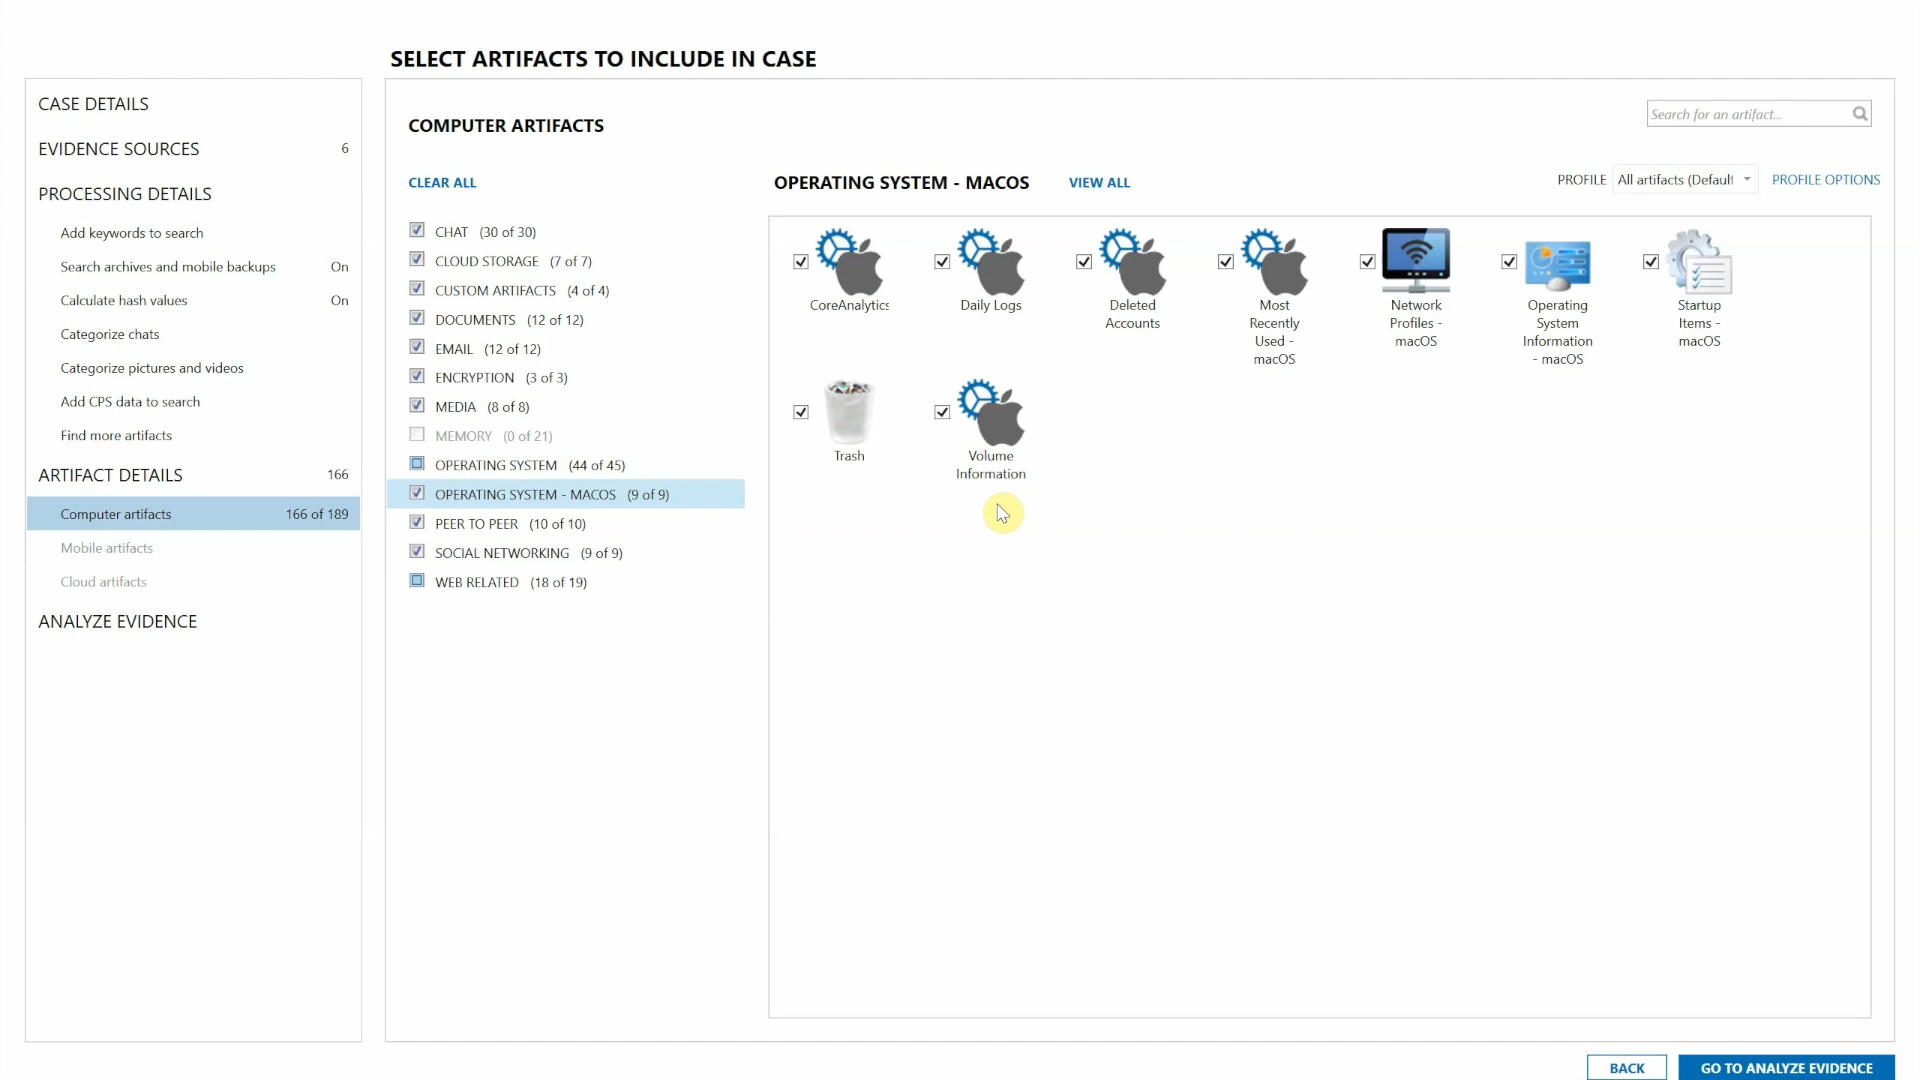 SELECT ARTIFACTS TO INCLUDE IN CASE
CASE DETAILS
EVIDENCE SOURCES 6
PROCESSING DETAILS
Add keywords to search
Search archives and mobile backups On
Calculate hash values On
Categorize chats
Categorize pictures and videos
Add CPS data to search
Find more artifacts
ARTIFACT DETAILS 166
Computer artifacts 166 of 189
Mobile artifacts
Cloud artifacts
ANALYZE EVIDENCE
COMPUTER ARTIFACTS
Search for an artifact...
CLEAR ALL
CHAT (30 of 30)
CLOUD STORAGE (7 of 7)
CUSTOM ARTIFACTS (4 of 4)
DOCUMENTS (12 of 12)
EMAIL (12 of 12)
ENCRYPTION (3 of 3)
MEDIA (8 of 8)
MEMORY (0 of 21)
OPERATING SYSTEM (44 of 45)
OPERATING SYSTEM - MACOS (9 of 9)
PEER TO PEER (10 of 10)
SOCIAL NETWORKING (9 of 9)
WEB RELATED (18 of 19)
OPERATING SYSTEM - MACOS VIEW ALL
PROFILE All artifacts (Default PROFILE OPTIONS
CoreAnalytics
Daily Logs
Deleted
Accounts
Most
Recently
Used -
macOS
Network
Profiles -
macOS
Operating
System
Information
- macOS
Startup
Items -
macOS
Trash
Volume
Information
BACK
GO TO ANALYZE EVIDENCE